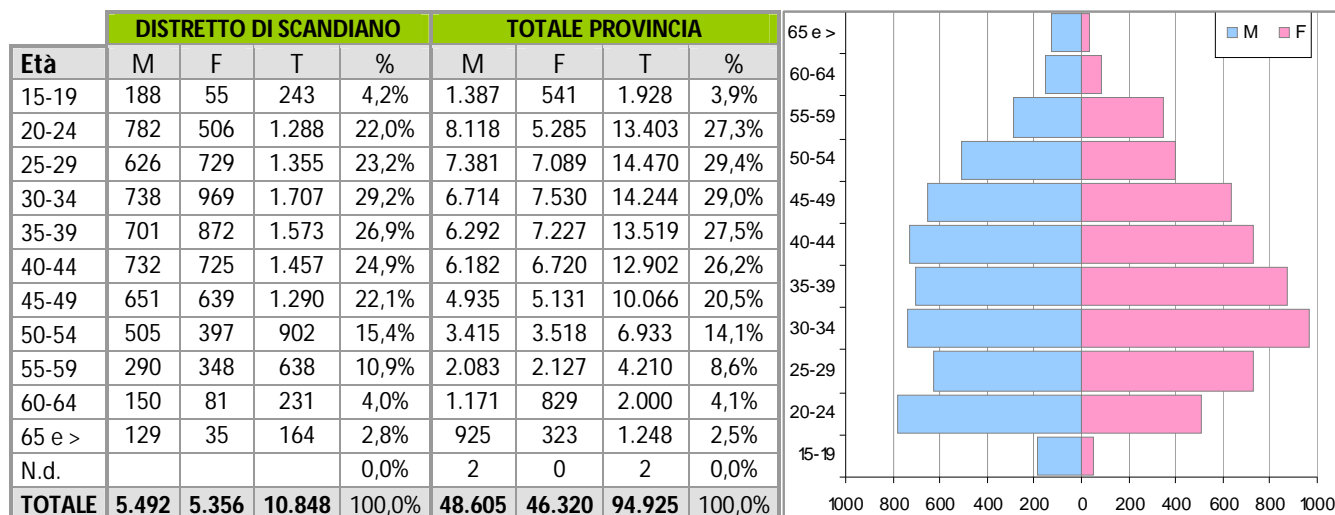 DISTRETTO DI SCANDIANO TOTALE PROVINCIA
Età M F T % M F T %
15-19 188 55 243 4,2% 1.387 541 1.928 3,9%
20-24 782 506 1.288 22,0% 8.118 5.285 13.403 27,3%
25-29 626 729 1.355 23,2% 7.381 7.089 14.470 29,4%
30-34 738 969 1.707 29,2% 6.714 7.530 14.244 29,0%
35-39 701 872 1.573 26,9% 6.292 7.227 13.519 27,5%
40-44 732 725 1.457 24,9% 6.182 6.720 12.902 26,2%
45-49 651 639 1.290 22,1% 4.935 5.131 10.066 20,5%
50-54 505 397 902 15,4% 3.415 3.518 6.933 14,1%
55-59 290 348 638 10,9% 2.083 2.127 4.210 8,6%
60-64 150 81 231 4,0% 1.171 829 2.000 4,1%
65 e > 129 35 164 2,8% 925 323 1.248 2,5%
N.d. 0,0% 2 0 2 0,0%
TOTALE 5.492 5.356 10.848 100,0% 48.605 46.320 94.925 100,0%
M F
65 e >
60-64
55-59
50-54
45-49
40-44
35-39
30-34
25-29
20-24
15-19
1000 800 600 400 200 0 200 400 600 800 1000